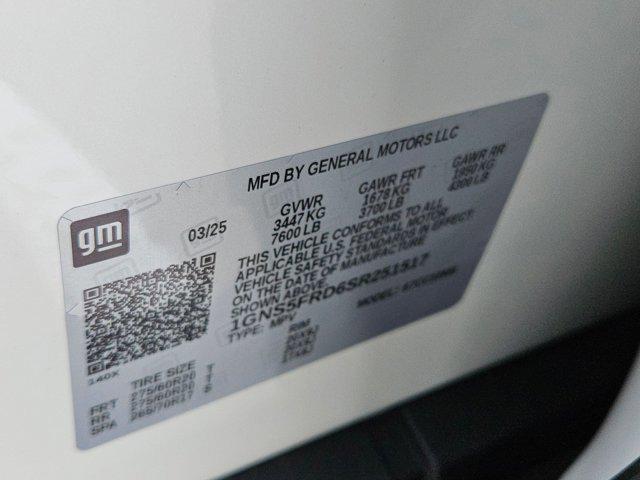 MFD BY GENERAL MOTORS LLC
gm
03/25
GVWR GAWR FRT GAWR RR
3447 KG 1678 KG 1950 KG
7600 LB 3700 LB 4300 LB
THIS VEHICLE CONFORMS TO ALL
APPLICABLE U.S. FEDERAL MOTOR
VEHICLE SAFETY STANDARDS IN EFFECT
ON THE DATE OF MANUFACTURE
SHOWN ABOVE.
1GNS5FRD6SR251517
TYPE: MPV MODEL:
140X
TIRE SIZE RIM
FRT 275/60R20
RR 275/60R20
SPA 265/70R17